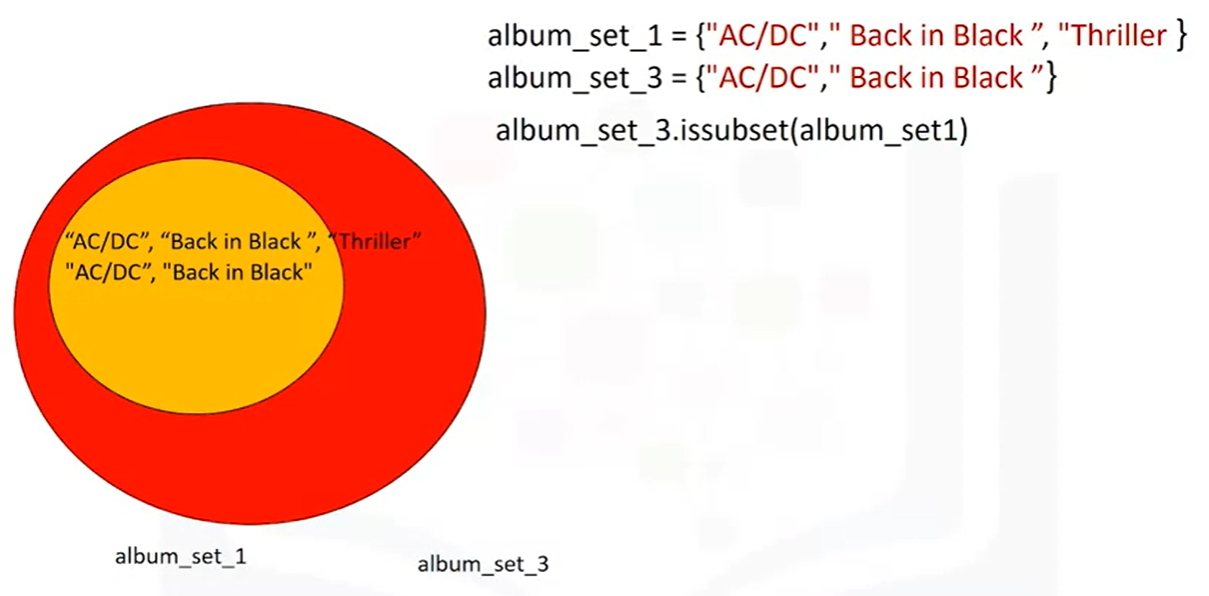 album_set_1 = {"AC/DC"," Back in Black ”, "Thriller }
album_set_3 = {"AC/DC"," Back in Black ”}
album_set_3.issubset(album_set1)
“AC/DC”, “Back in Black ”, “Thriller”
"AC/DC”, "Back in Black"
album_set_1
album_set_3